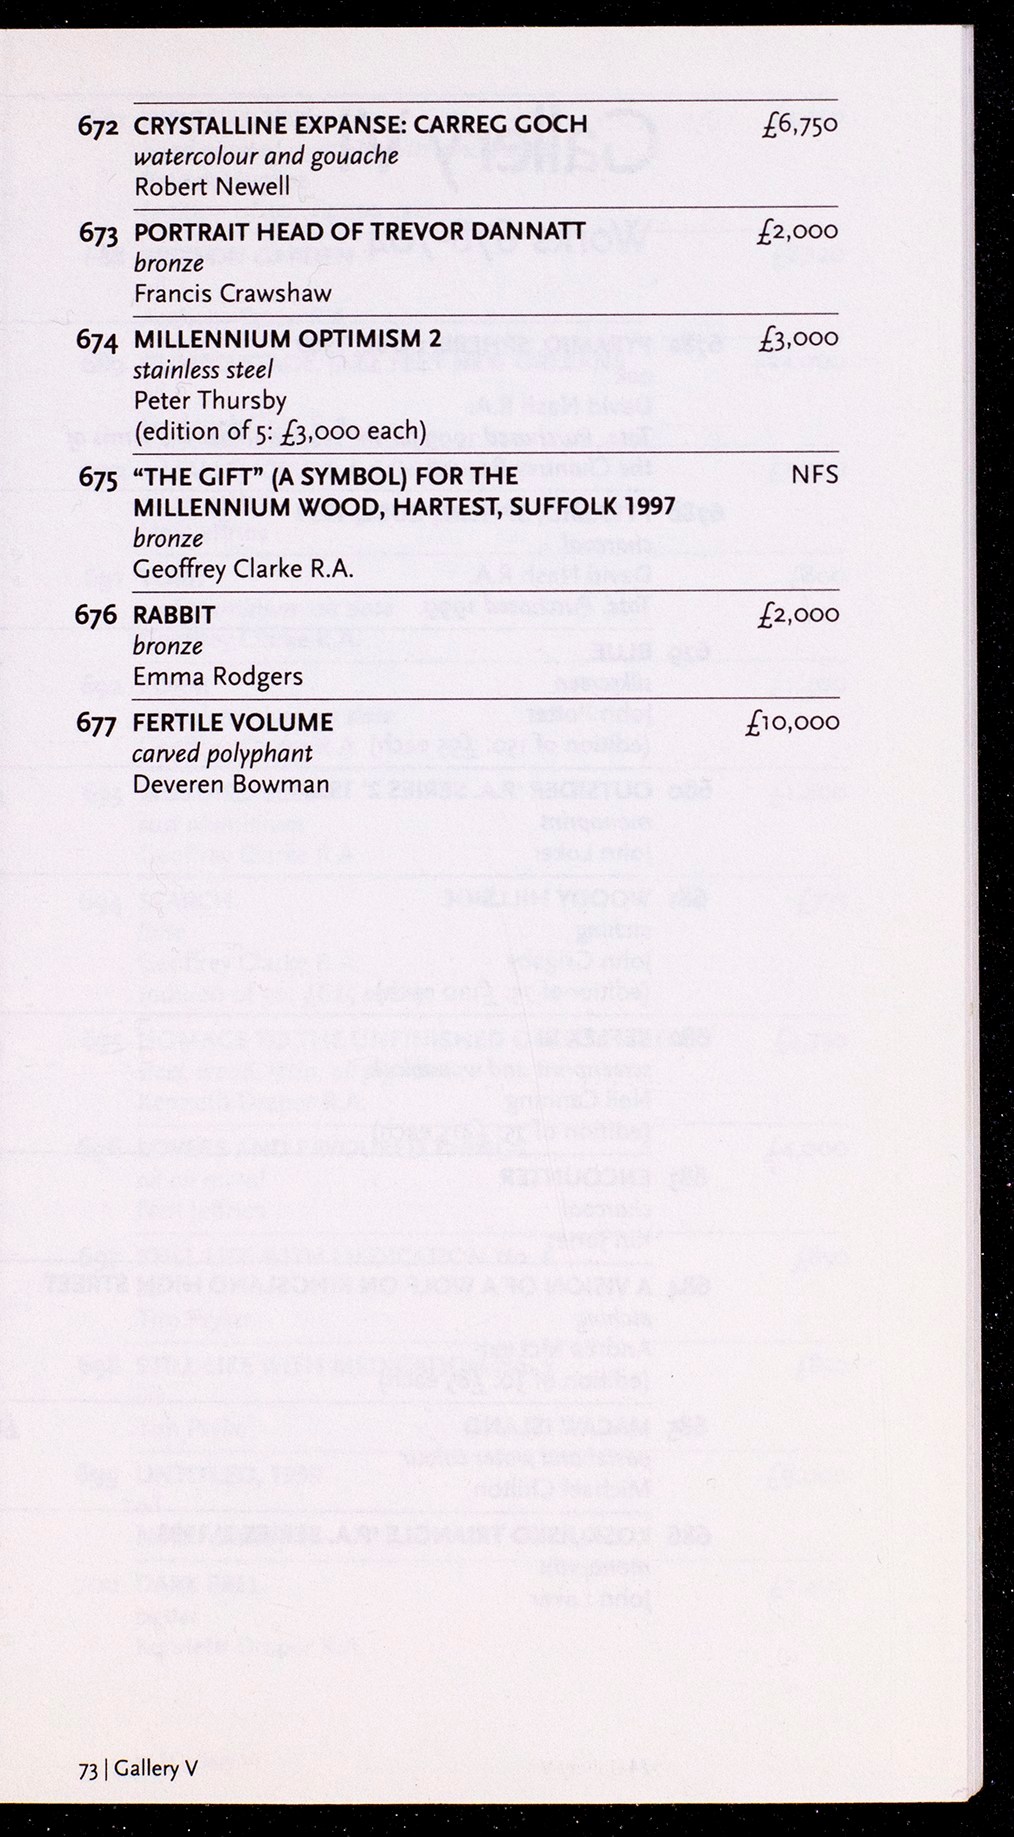 672 CRYSTALLINE EXPANSE: CARREG GOCH £6,750
watercolour and gouache
Robert Newell
673 PORTRAIT HEAD OF TREVOR DANNATT £2,000
bronze
Francis Crawshaw
674 MILLENNIUM OPTIMISM 2 £3,000
stainless steel
Peter Thursby
(edition of 5: £3,000 each)
675 “THE GIFT” (A SYMBOL) FOR THE NFS
MILLENNIUM WOOD, HARTEST, SUFFOLK 1997
bronze
Geoffrey Clarke R.A.
676 RABBIT £2,000
bronze
Emma Rodgers
677 FERTILE VOLUME £10,000
carved polyphant
Deveren Bowman
73 | Gallery V